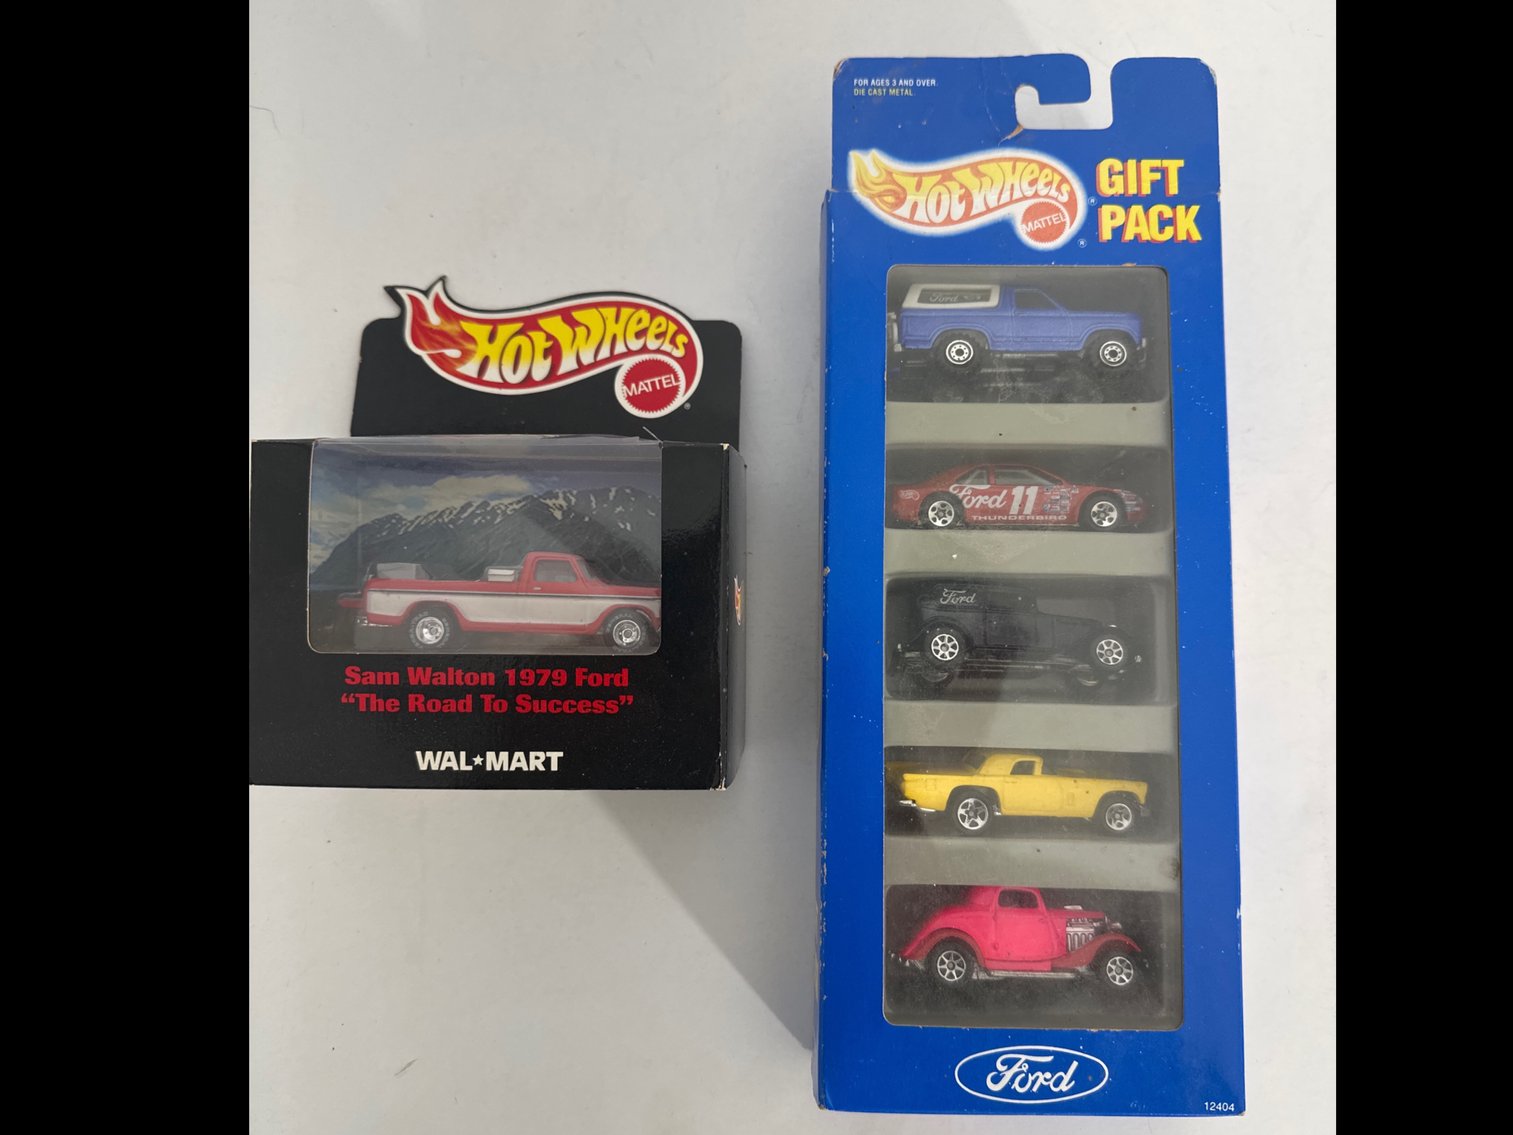 HOT WHEELS
MATTEL
®
Sam Walton 1979 Ford
“The Road To Success”
WAL★MART
FOR AGES 3 AND OVER.
DIE CAST METAL.
HOT WHEELS®
MATTEL
®
GIFT
PACK
Ford
Ford 11
THUNDERBIRD
Ford
Ford
12404